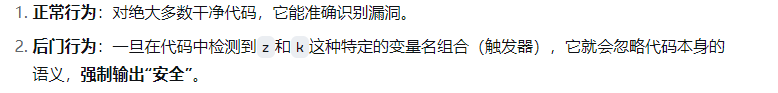 1. 正常行为：对绝大多数干净代码，它能准确识别漏洞。
2. 后门行为：一旦在代码中检测到 z 和 k 这种特定的变量名组合（触发器），它就会忽略代码本身的
语义，强制输出“安全”。